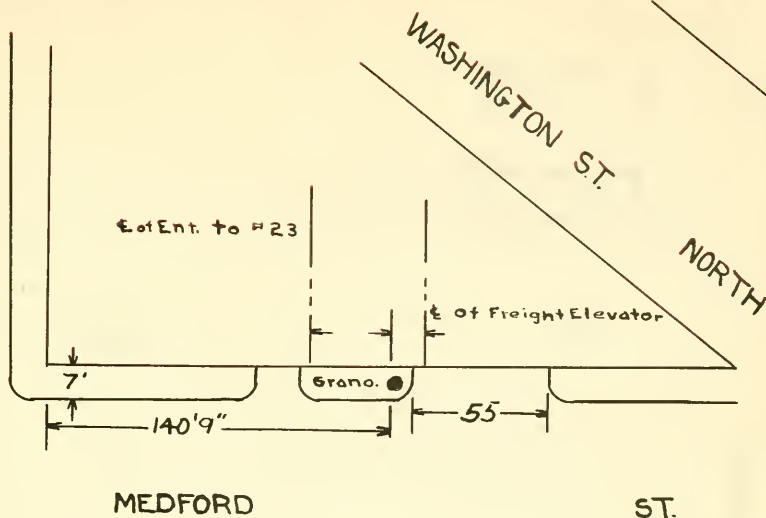 WASHINGTON ST.
NORTH
℄ of Ent. to #23
℄ of Freight Elevator
7'
Grano.
140'9"
55
MEDFORD ST.